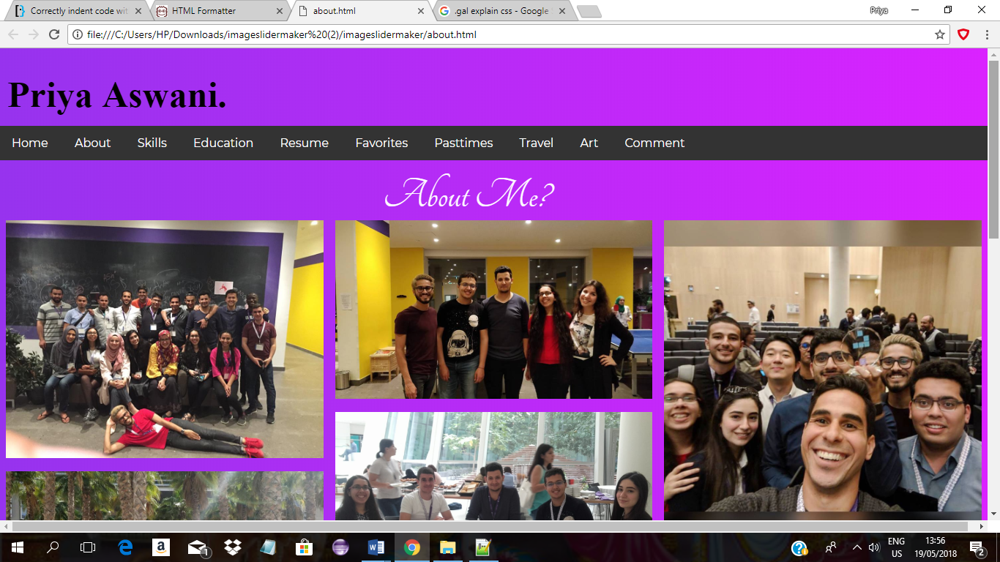 Correctly indent code wit
HTML Formatter
about.html
.gal explain css - Google
Priya
file:///C:/Users/HP/Downloads/imageslidermaker%20(2)/imageslidermaker/about.html
Priya Aswani.
Home About Skills Education Resume Favorites Pasttimes Travel Art Comment
About Me?
ENG
US
13:56
19/05/2018
1
2